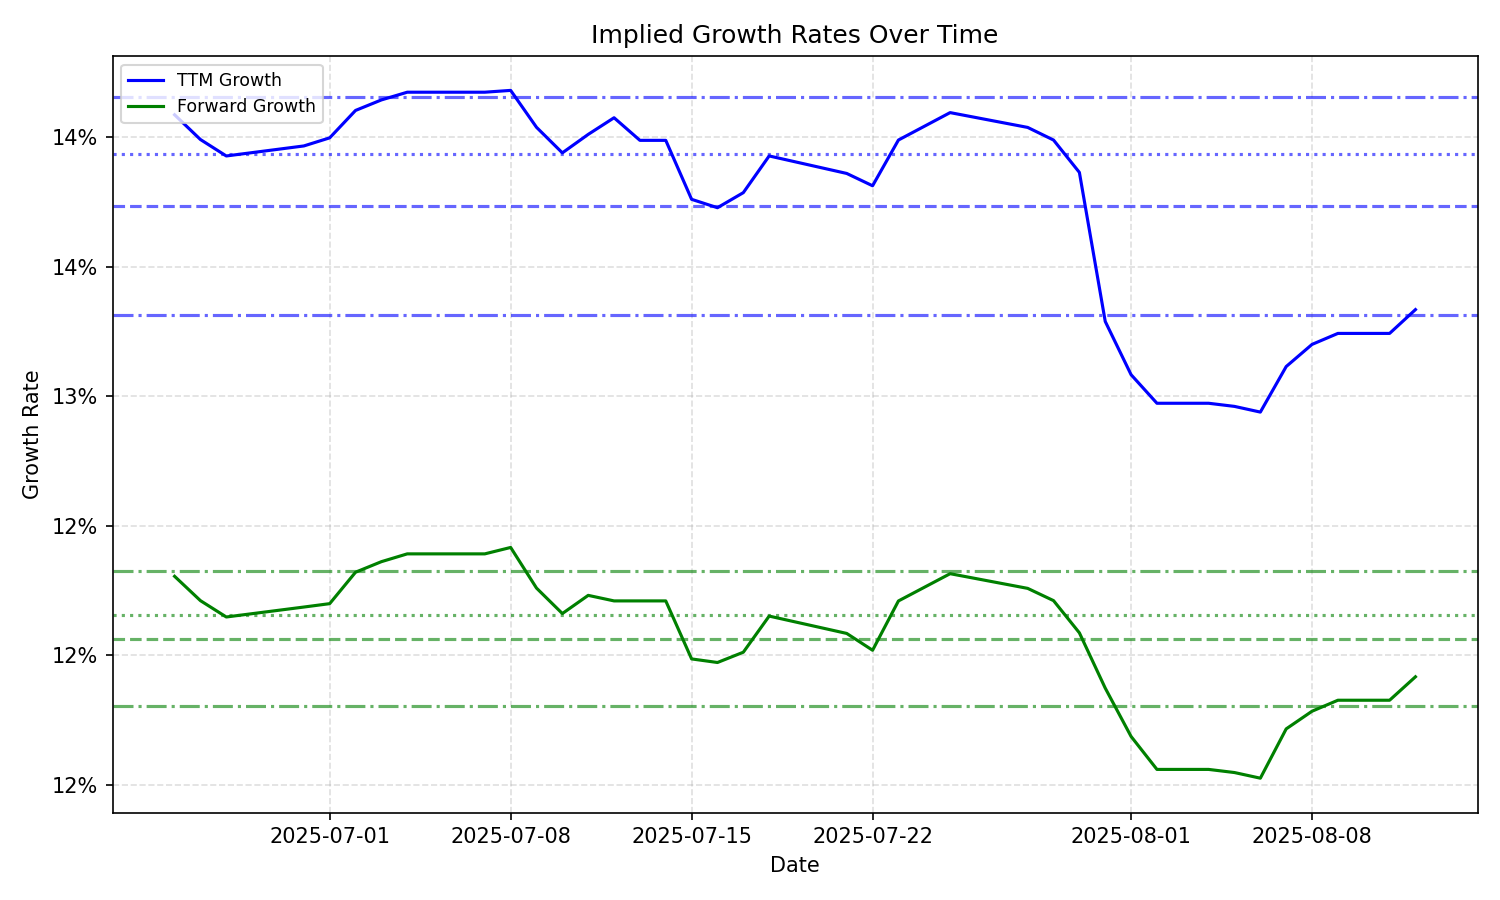 Implied Growth Rates Over Time
TTM Growth
Forward Growth
14%
14%
13%
12%
12%
12%
Growth Rate
2025-07-01
2025-07-08
2025-07-15
2025-07-22
2025-08-01
2025-08-08
Date